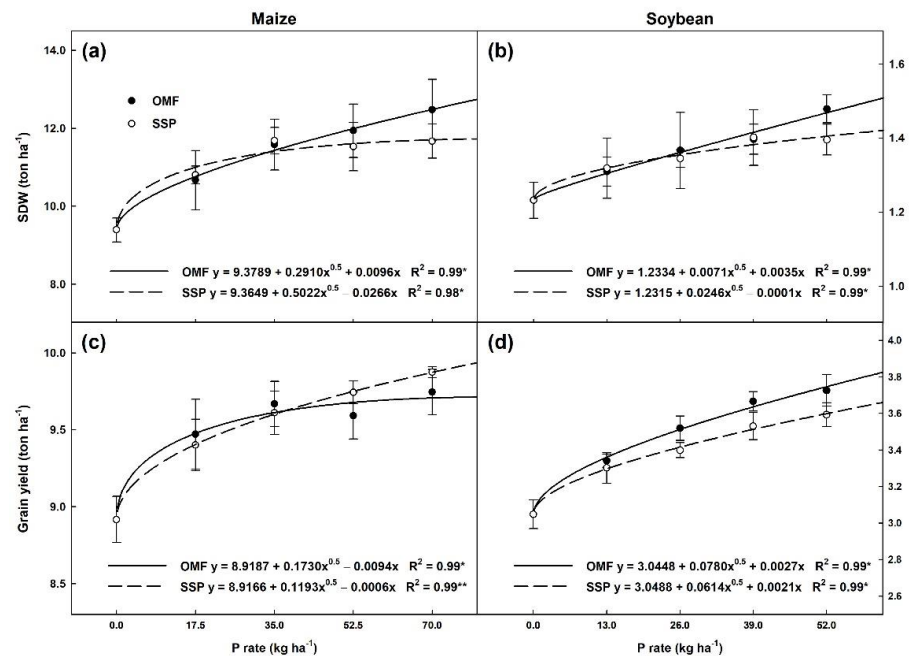 Maize
Soybean
(a)
(b)
OMF
SSP
14.0
12.0
10.0
8.0
SDW (ton ha⁻¹)
1.6
1.4
1.2
1.0
OMF y = 9.3789 + 0.2910x^0.5 + 0.0096x R² = 0.99*
SSP y = 9.3649 + 0.5022x^0.5 − 0.0266x R² = 0.98*
OMF y = 1.2334 + 0.0071x^0.5 + 0.0035x R² = 0.99*
SSP y = 1.2315 + 0.0246x^0.5 − 0.0001x R² = 0.99*
(c)
(d)
10.0
9.5
9.0
8.5
Grain yield (ton ha⁻¹)
4.0
3.8
3.6
3.4
3.2
3.0
2.8
2.6
OMF y = 8.9187 + 0.1730x^0.5 − 0.0094x R² = 0.99*
SSP y = 8.9166 + 0.1193x^0.5 − 0.0006x R² = 0.99**
OMF y = 3.0448 + 0.0780x^0.5 + 0.0027x R² = 0.99*
SSP y = 3.0488 + 0.0614x^0.5 + 0.0021x R² = 0.99*
0.0 17.5 35.0 52.5 70.0
0.0 13.0 26.0 39.0 52.0
P rate (kg ha⁻¹)
P rate (kg ha⁻¹)